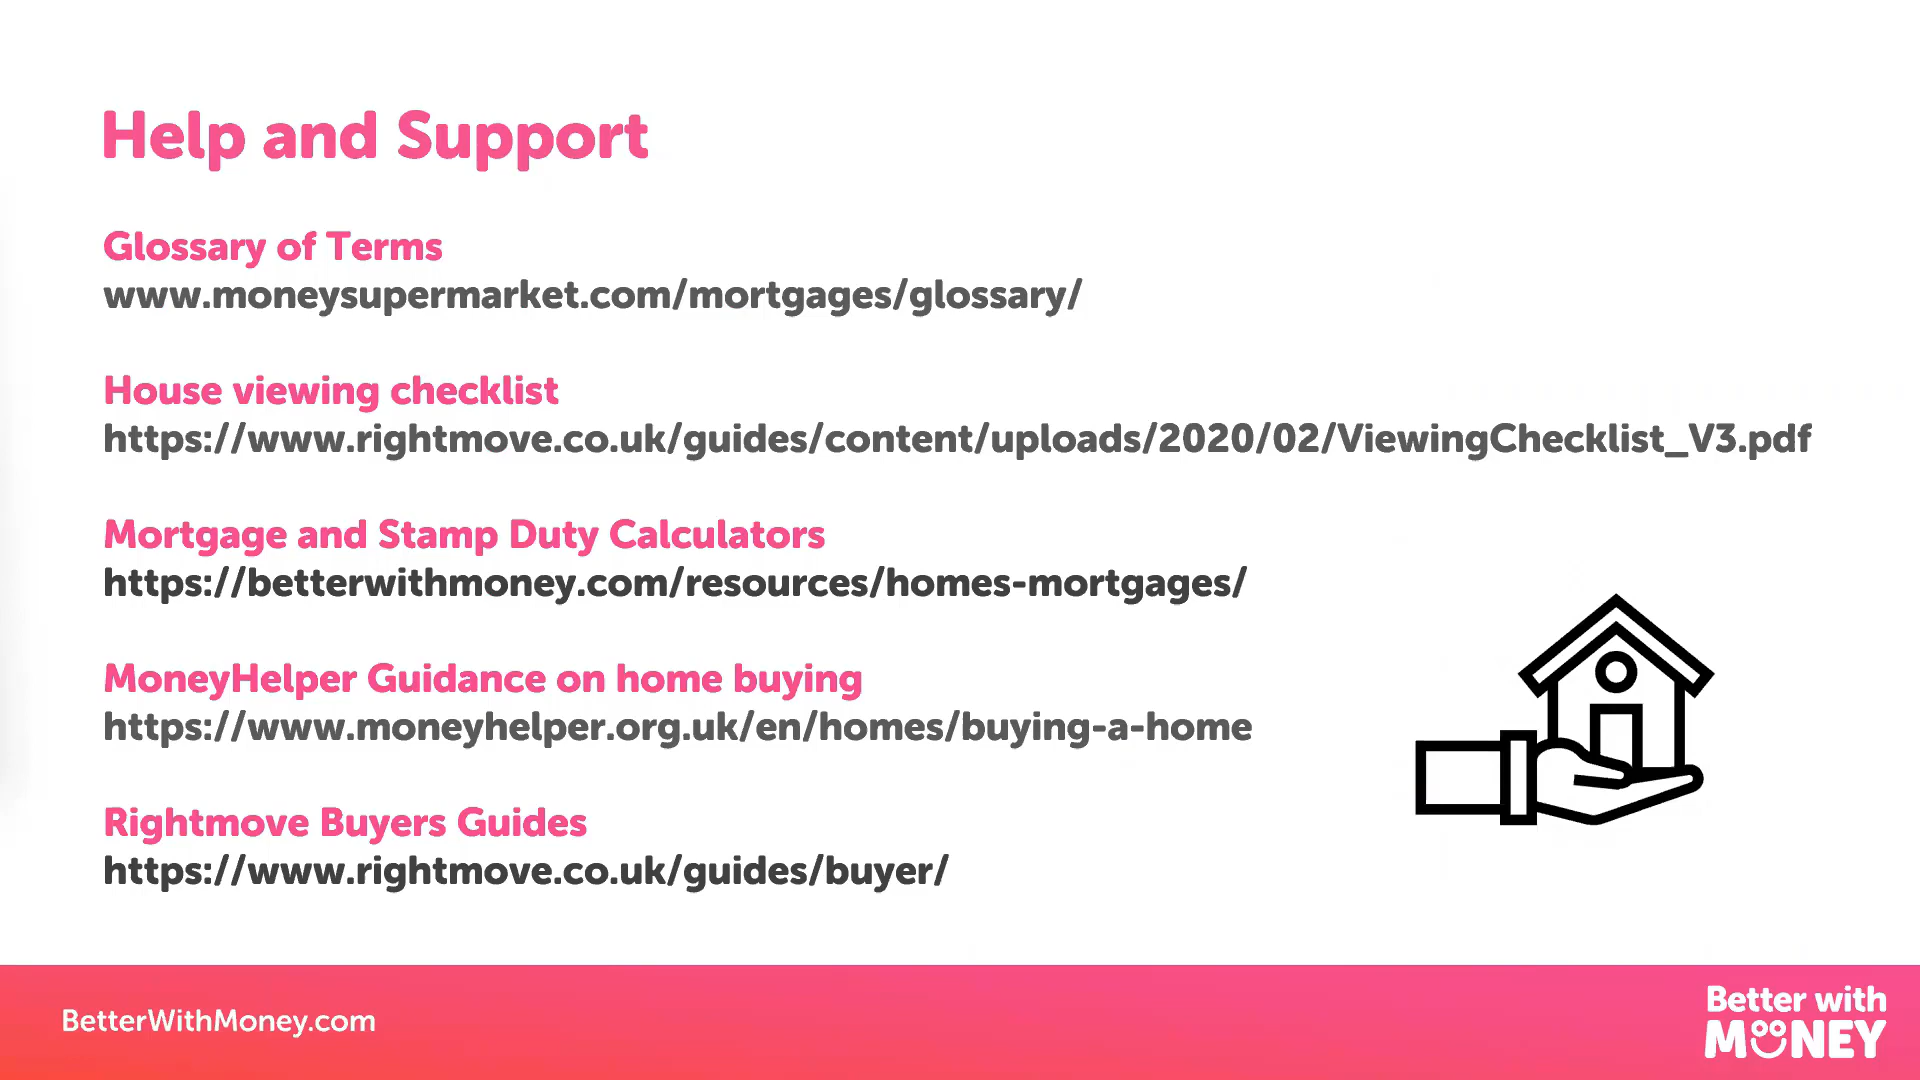 Help and Support
Glossary of Terms
www.moneysupermarket.com/mortgages/glossary/
House viewing checklist
https://www.rightmove.co.uk/guides/content/uploads/2020/02/ViewingChecklist_V3.pdf
Mortgage and Stamp Duty Calculators
https://betterwithmoney.com/resources/homes-mortgages/
MoneyHelper Guidance on home buying
https://www.moneyhelper.org.uk/en/homes/buying-a-home
Rightmove Buyers Guides
https://www.rightmove.co.uk/guides/buyer/
BetterWithMoney.com
Better with
MONEY